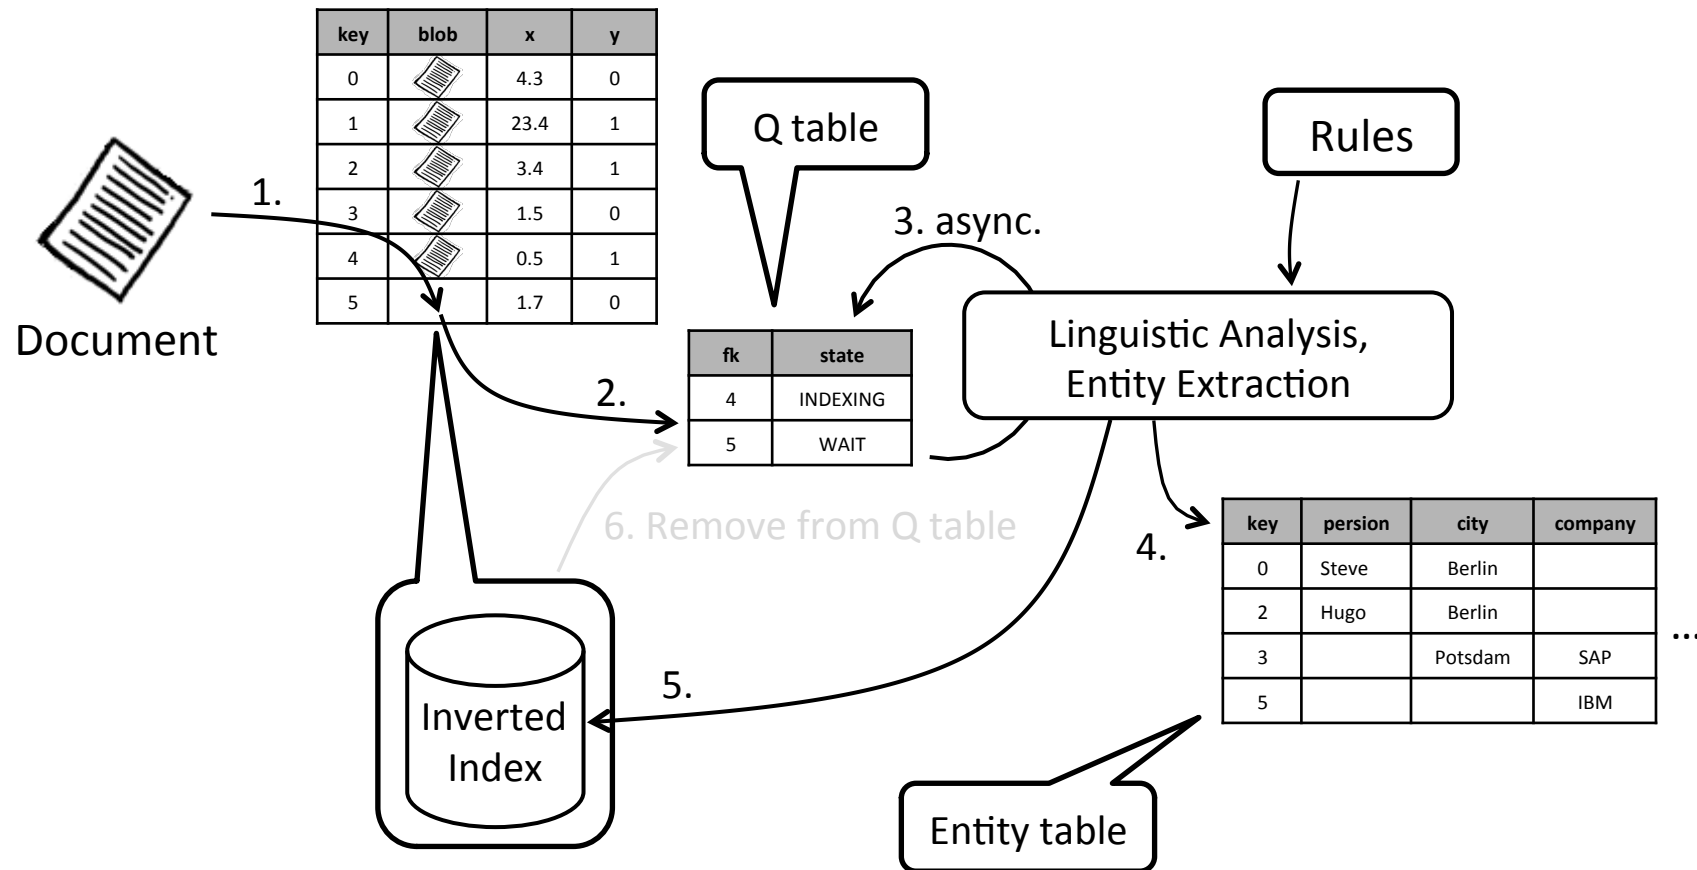 key blob x y
0 4.3 0
1 23.4 1
2 3.4 1
3 1.5 0
4 0.5 1
5 1.7 0
Document
1.
Q table
Rules
3. async.
2.
fk state
4 INDEXING
5 WAIT
Linguistic Analysis,
Entity Extraction
6. Remove from Q table
4.
key persion city company
0 Steve Berlin
2 Hugo Berlin
3 Potsdam SAP
5 IBM
...
5.
Inverted
Index
Entity table